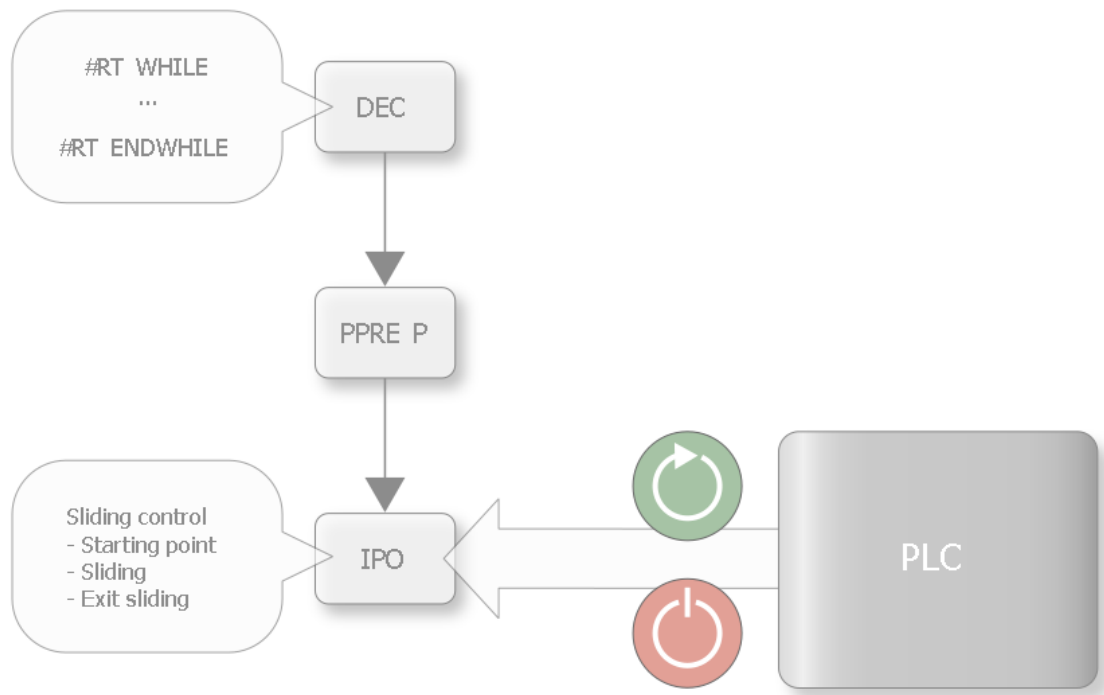 #RT WHILE
...
#RT ENDWHILE
DEC
PPRE P
Sliding control
- Starting point
- Sliding
- Exit sliding
IPO
PLC